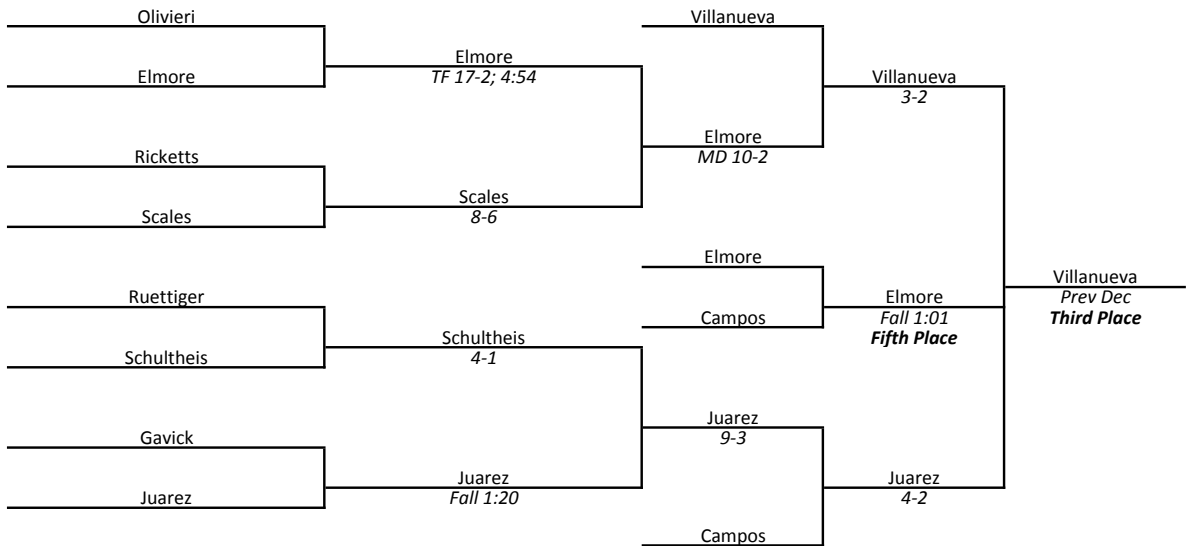 Olivieri
Villanueva
Elmore
TF 17-2; 4:54
Elmore
Villanueva
3-2
Elmore
MD 10-2
Ricketts
Scales
8-6
Scales
Elmore
Villanueva
Prev Dec
Third Place
Ruettiger
Elmore
Fall 1:01
Fifth Place
Campos
Schultheis
4-1
Schultheis
Juarez
9-3
Gavick
Juarez
Fall 1:20
Juarez
4-2
Juarez
Campos